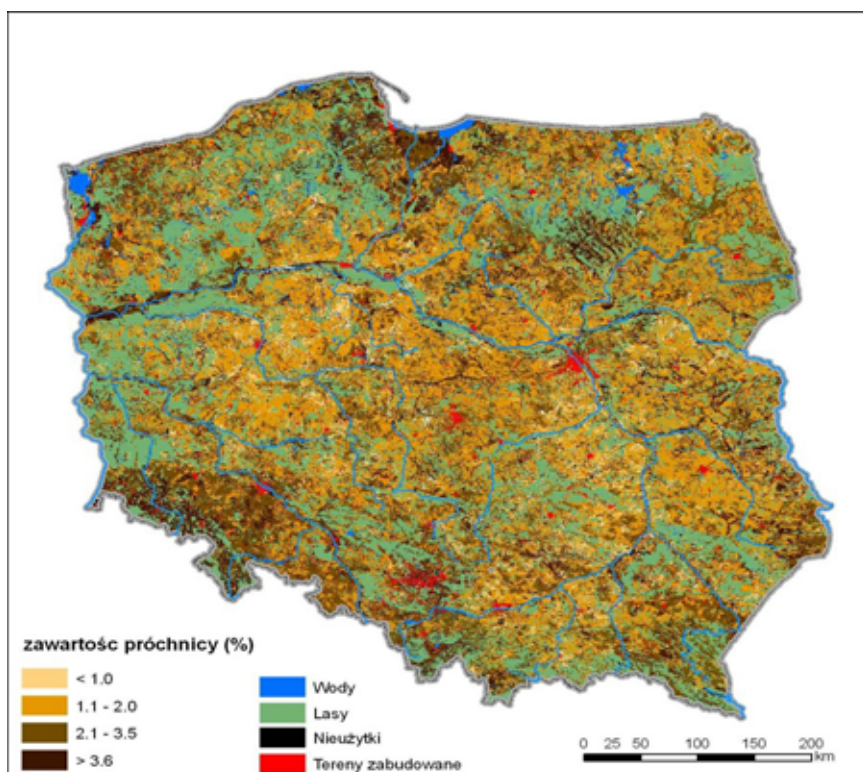 zawartośc próchnicy (%)
< 1.0
1.1 - 2.0
2.1 - 3.5
> 3.6
Wody
Lasy
Nieużytki
Tereny zabudowane
0 25 50 100 150 200
km